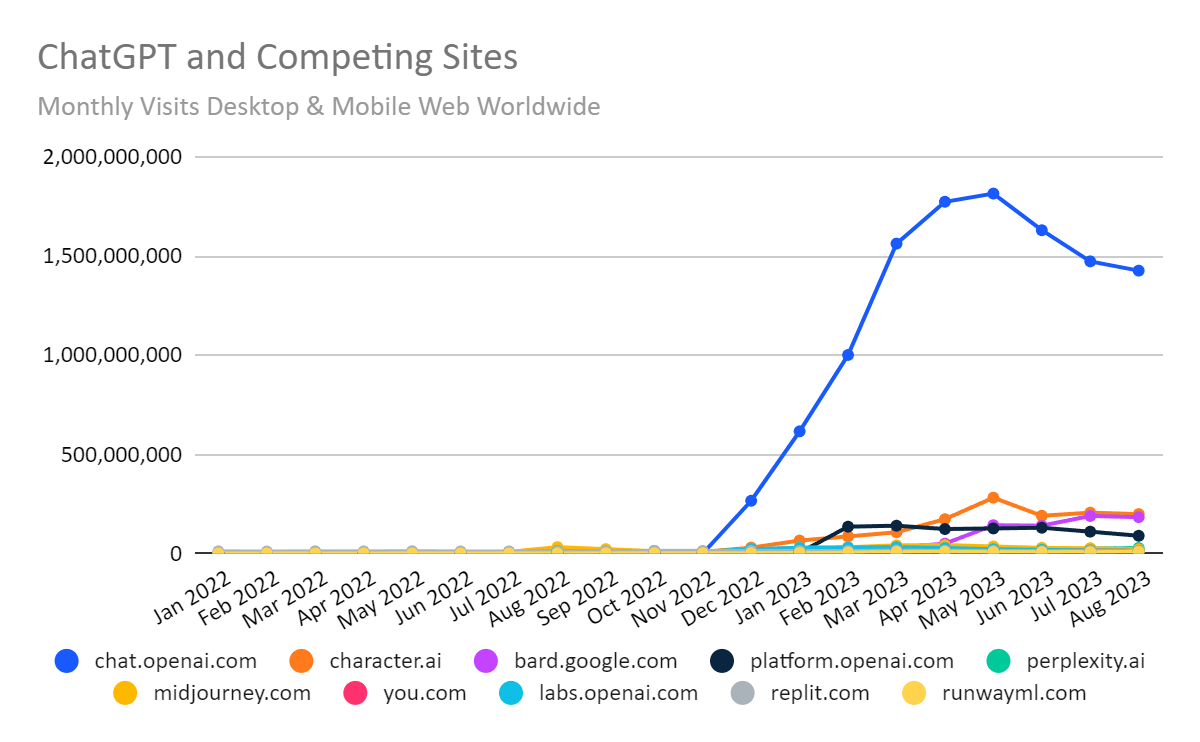 ChatGPT and Competing Sites
Monthly Visits Desktop & Mobile Web Worldwide
2,000,000,000
1,500,000,000
1,000,000,000
500,000,000
0
Jan 2022
Feb 2022
Mar 2022
Apr 2022
May 2022
Jun 2022
Jul 2022
Aug 2022
Sep 2022
Oct 2022
Nov 2022
Dec 2022
Jan 2023
Feb 2023
Mar 2023
Apr 2023
May 2023
Jun 2023
Jul 2023
Aug 2023
chat.openai.com character.ai bard.google.com platform.openai.com perplexity.ai
midjourney.com you.com labs.openai.com replit.com runwayml.com